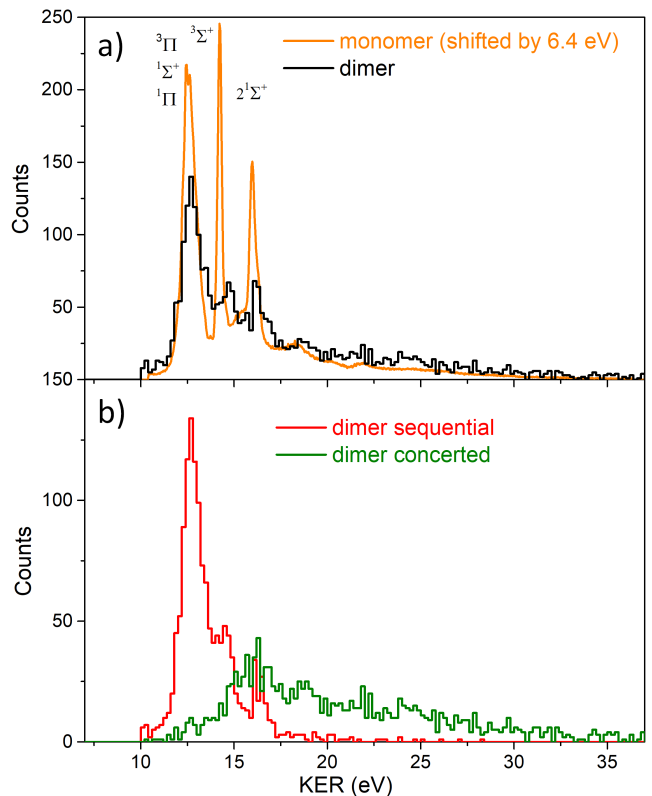 250
a)
³Π
³Σ⁺
monomer (shifted by 6.4 eV)
¹Σ⁺
dimer
200
¹Π
2¹Σ⁺
150
Counts
100
50
150
b)
dimer sequential
dimer concerted
100
Counts
50
0
10
15
20
25
30
35
KER (eV)